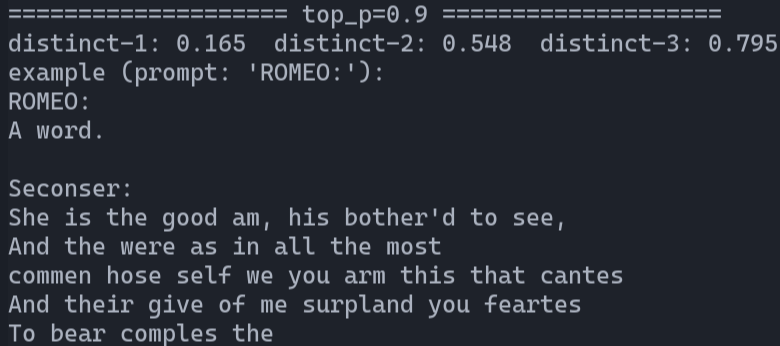 ==================== top_p=0.9 ====================
distinct-1: 0.165  distinct-2: 0.548  distinct-3: 0.795
example (prompt: 'ROMEO:'):
ROMEO:
A word.

Seconser:
She is the good am, his bother'd to see,
And the were as in all the most
commen hose self we you arm this that cantes
And their give of me surpland you feartes
To bear comples the